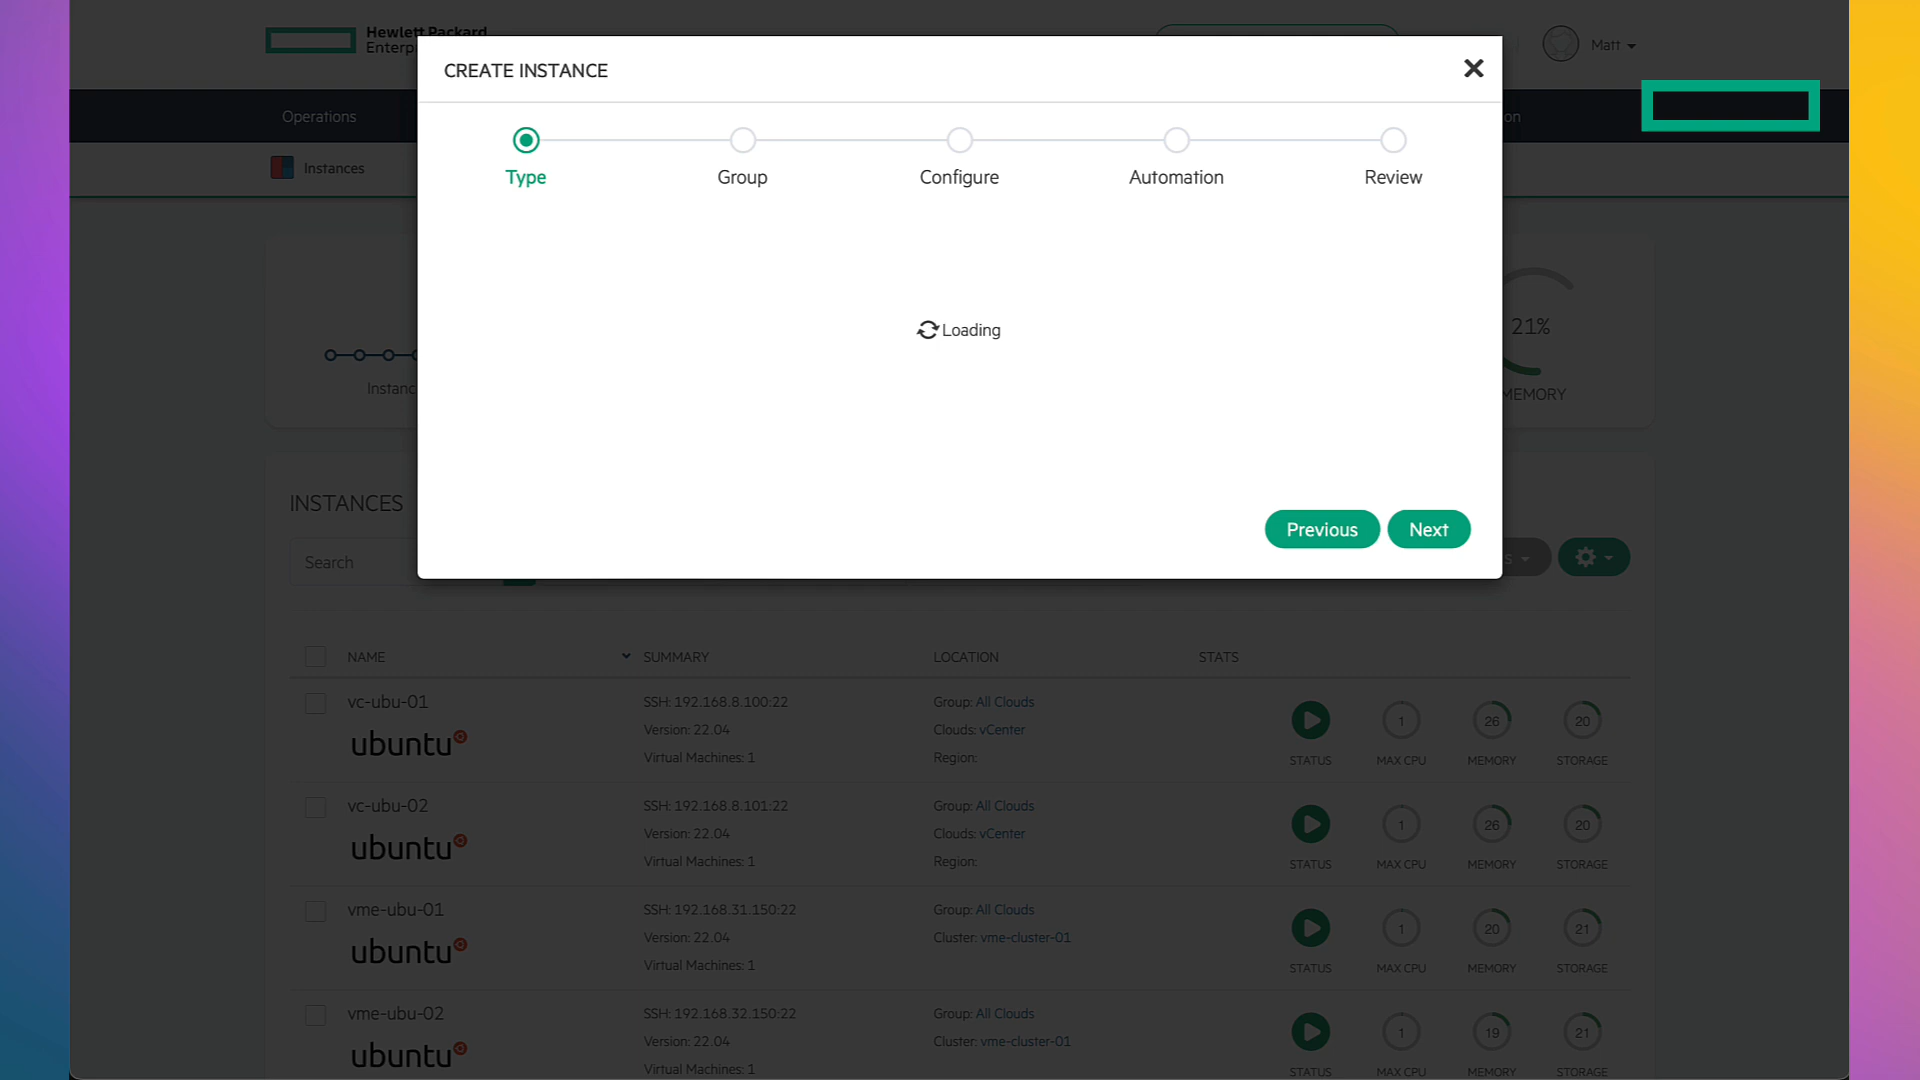 Hewlett Packard
Enterp
Matt
Operations
on
Instances
CREATE INSTANCE
Type
Group
Configure
Automation
Review
Loading
Previous
Next
Instanc
21%
MEMORY
INSTANCES
Search
s
NAME
SUMMARY
LOCATION
STATS
vc-ubu-01
ubuntu
SSH: 192.168.8.100:22
Version: 22.04
Virtual Machines: 1
Group: All Clouds
Clouds: vCenter
Region:
1
26
20
STATUS
MAX CPU
MEMORY
STORAGE
vc-ubu-02
ubuntu
SSH: 192.168.8.101:22
Version: 22.04
Virtual Machines: 1
Group: All Clouds
Clouds: vCenter
Region:
1
26
20
STATUS
MAX CPU
MEMORY
STORAGE
vme-ubu-01
ubuntu
SSH: 192.168.31.150:22
Version: 22.04
Virtual Machines: 1
Group: All Clouds
Cluster: vme-cluster-01
1
20
21
STATUS
MAX CPU
MEMORY
STORAGE
vme-ubu-02
ubuntu
SSH: 192.168.32.150:22
Version: 22.04
Virtual Machines: 1
Group: All Clouds
Cluster: vme-cluster-01
1
19
21
STATUS
MAX CPU
MEMORY
STORAGE